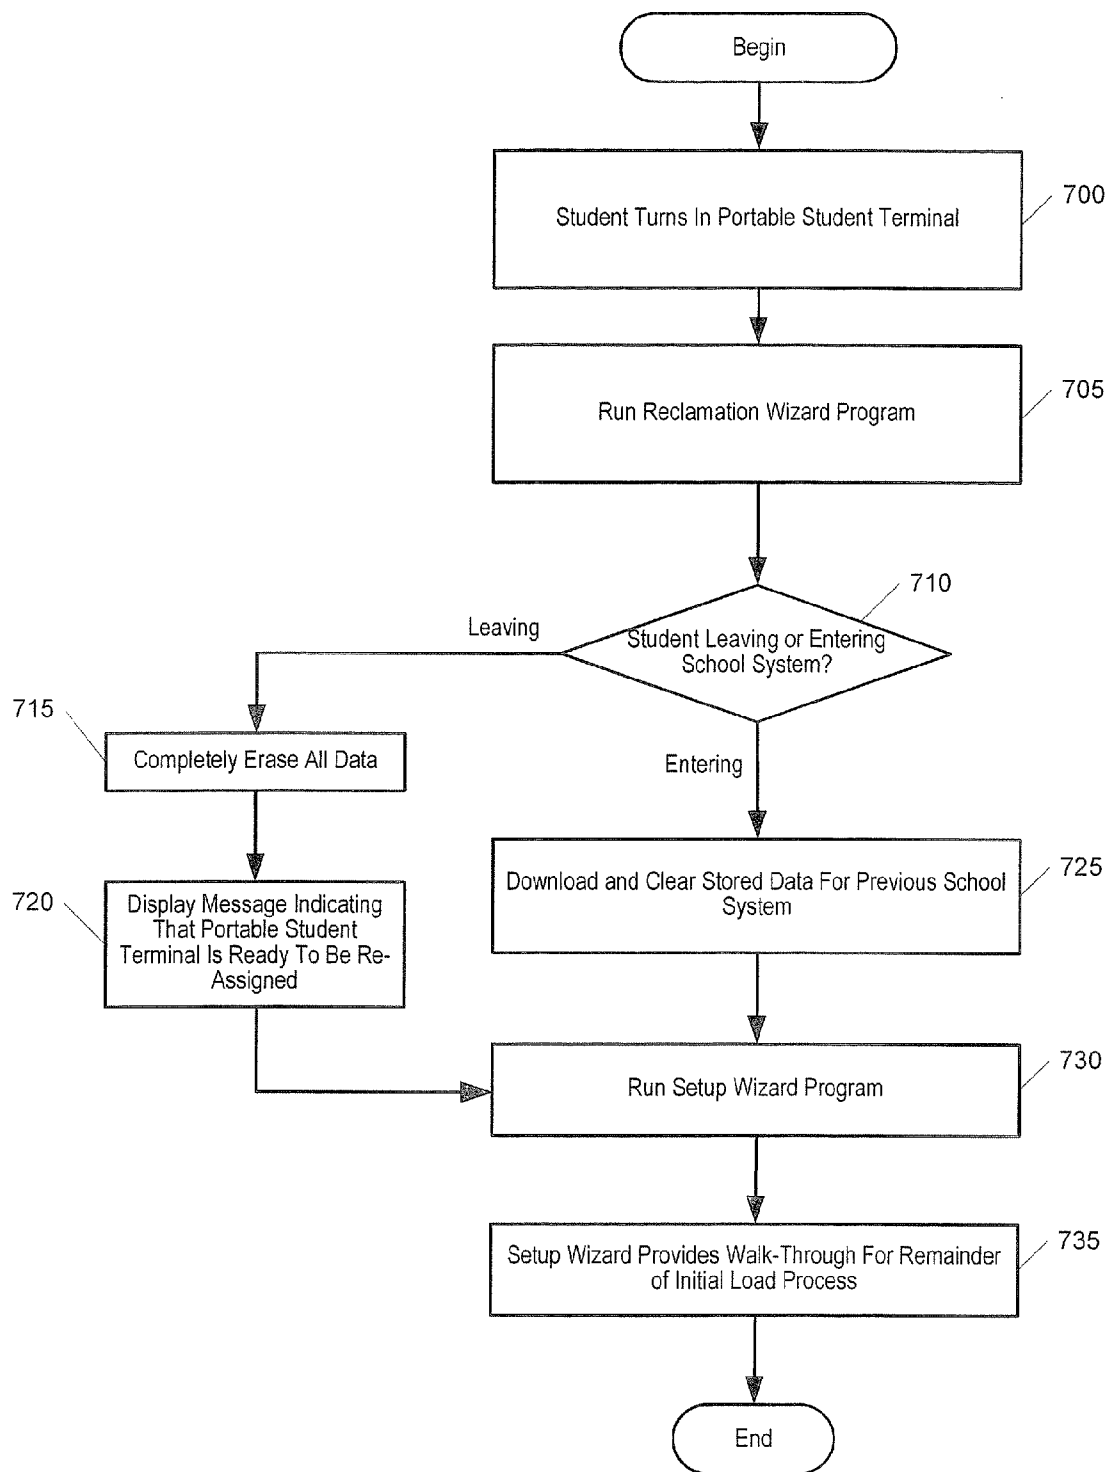 Begin
Student Turns In Portable Student Terminal
700
Run Reclamation Wizard Program
705
710
Student Leaving or Entering
School System?
Leaving
715
Completely Erase All Data
Entering
720
Display Message Indicating
That Portable Student
Terminal Is Ready To Be Re-
Assigned
Download and Clear Stored Data For Previous School
System
725
Run Setup Wizard Program
730
Setup Wizard Provides Walk-Through For Remainder
of Initial Load Process
735
End